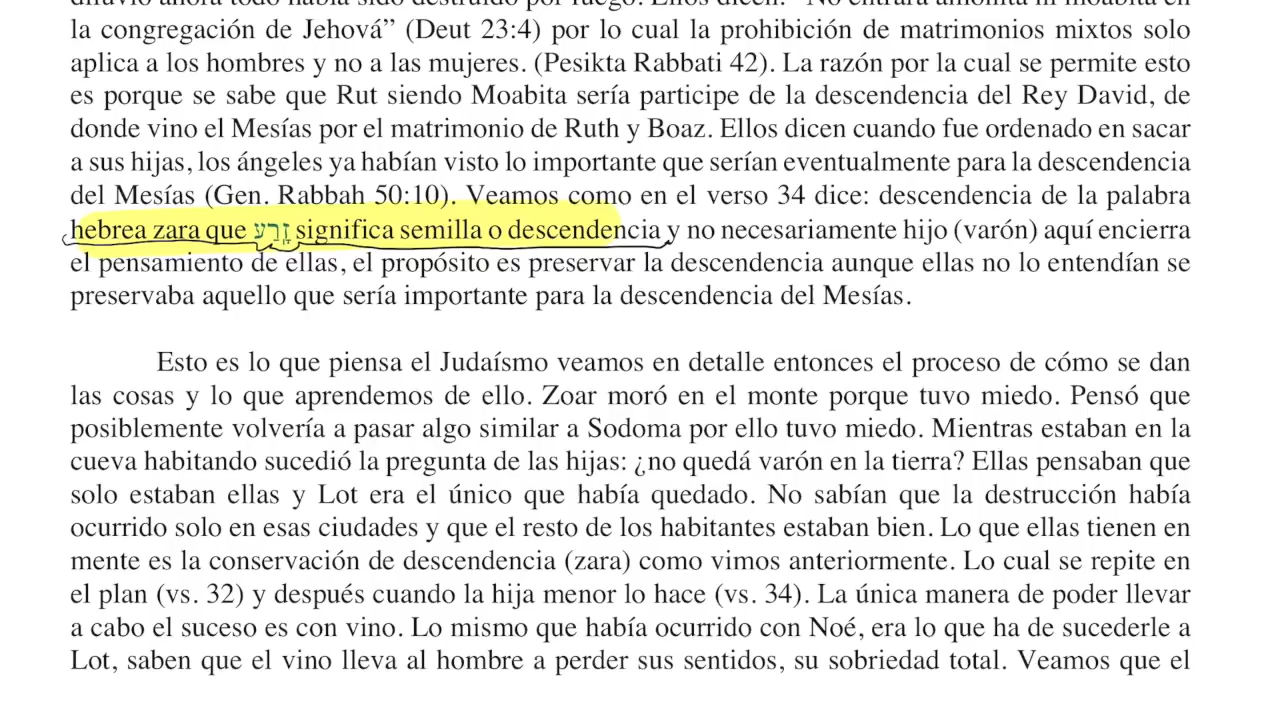 diluvio ahora todo había sido destruido por fuego. Ellos dicen: “No entrará amonita ni moabita en
la congregación de Jehová” (Deut 23:4) por lo cual la prohibición de matrimonios mixtos solo
aplica a los hombres y no a las mujeres. (Pesikta Rabbati 42). La razón por la cual se permite esto
es porque se sabe que Rut siendo Moabita sería participe de la descendencia del Rey David, de
donde vino el Mesías por el matrimonio de Ruth y Boaz. Ellos dicen cuando fue ordenado en sacar
a sus hijas, los ángeles ya habían visto lo importante que serían eventualmente para la descendencia
del Mesías (Gen. Rabbah 50:10). Veamos como en el verso 34 dice: descendencia de la palabra
hebrea zara que זָרַע significa semilla o descendencia y no necesariamente hijo (varón) aquí encierra
el pensamiento de ellas, el propósito es preservar la descendencia aunque ellas no lo entendían se
preservaba aquello que sería importante para la descendencia del Mesías.
Esto es lo que piensa el Judaísmo veamos en detalle entonces el proceso de cómo se dan
las cosas y lo que aprendemos de ello. Zoar moró en el monte porque tuvo miedo. Pensó que
posiblemente volvería a pasar algo similar a Sodoma por ello tuvo miedo. Mientras estaban en la
cueva habitando sucedió la pregunta de las hijas: ¿no quedá varón en la tierra? Ellas pensaban que
solo estaban ellas y Lot era el único que había quedado. No sabían que la destrucción había
ocurrido solo en esas ciudades y que el resto de los habitantes estaban bien. Lo que ellas tienen en
mente es la conservación de descendencia (zara) como vimos anteriormente. Lo cual se repite en
el plan (vs. 32) y después cuando la hija menor lo hace (vs. 34). La única manera de poder llevar
a cabo el suceso es con vino. Lo mismo que había ocurrido con Noé, era lo que ha de sucederle a
Lot, saben que el vino lleva al hombre a perder sus sentidos, su sobriedad total. Veamos que el